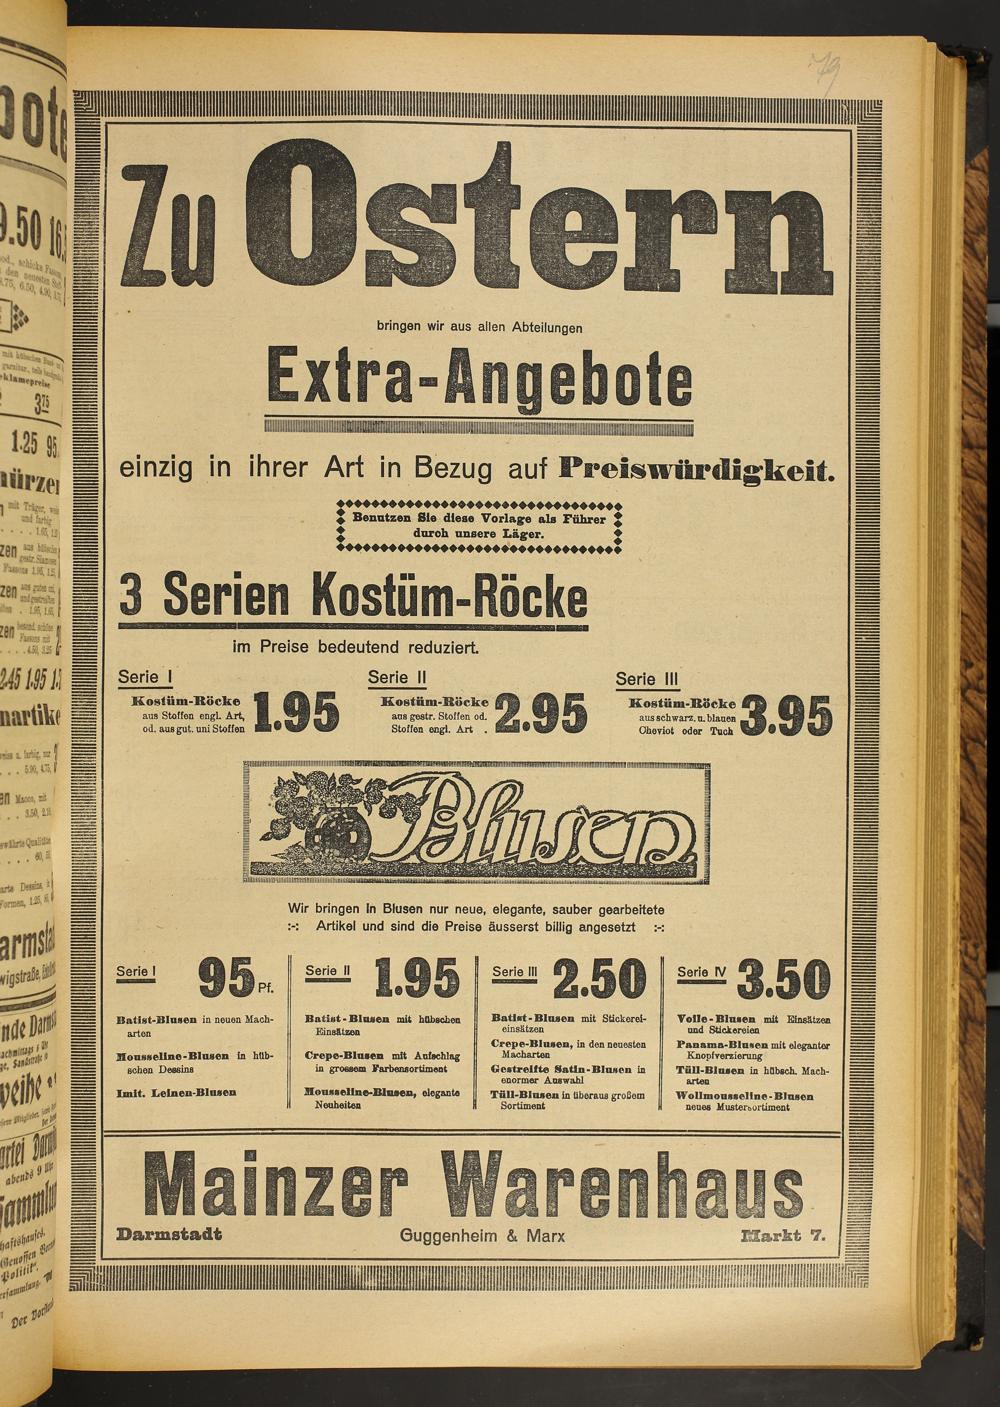 79
Zu Ostern
bringen wir aus allen Abteilungen
Extra-Angebote
einzig in ihrer Art in Bezug auf Preiswürdigkeit.
Benutzen Sie diese Vorlage als Führer
durch unsere Läger.
3 Serien Kostüm-Röcke
im Preise bedeutend reduziert.
Serie I
Kostüm-Röcke
aus Stoffen engl. Art,
od. aus gut. uni Stoffen
1.95
Serie II
Kostüm-Röcke
aus gestr. Stoffen od.
Stoffen engl. Art .
2.95
Serie III
Kostüm-Röcke
aus schwarz. u. blauen
Cheviot oder Tuch
3.95
Blusen
Wir bringen in Blusen nur neue, elegante, sauber gearbeitete
:-: Artikel und sind die Preise äusserst billig angesetzt :-:
Serie I 95 Pf.
Batist-Blusen in neuen Mach-
arten
Mousseline-Blusen in hüb-
schen Dessins
Imit. Leinen-Blusen
Serie II 1.95
Batist-Blusen mit hübschen
Einsätzen
Crepe-Blusen mit Aufschlag
in grossem Farbensortiment
Mousseline-Blusen, elegante
Neuheiten
Serie III 2.50
Batist-Blusen mit Stickerei-
einsätzen
Crepe-Blusen, in den neuesten
Macharten
Gestreifte Satin-Blusen in
enormer Auswahl
Tüll-Blusen in überaus großem
Sortiment
Serie IV 3.50
Voile-Blusen mit Einsätzen
und Stickereien
Panama-Blusen mit eleganter
Knopfverzierung
Tüll-Blusen in hübsch. Mach-
arten
Wollmousseline-Blusen
neues Mustersortiment
Mainzer Warenhaus
Darmstadt Guggenheim & Marx Markt 7.